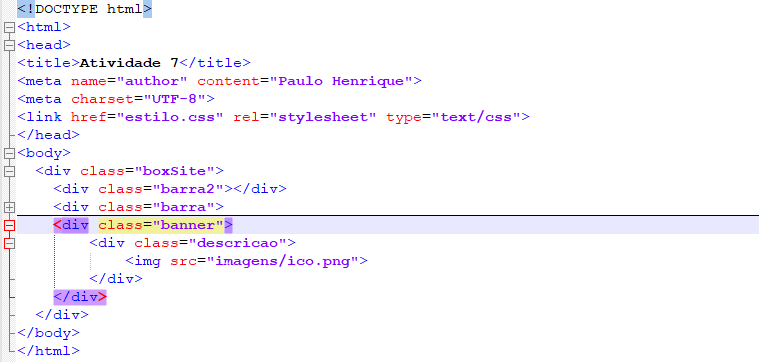 <!DOCTYPE html>
<html>
<head>
<title>Atividade 7</title>
<meta name="author" content="Paulo Henrique">
<meta charset="UTF-8">
<link href="estilo.css" rel="stylesheet" type="text/css">
</head>
<body>
<div class="boxSite">
<div class="barra2"></div>
<div class="barra">
<div class="banner">
<div class="descricao">
<img src="imagens/ico.png">
</div>
</div>
</div>
</body>
</html>